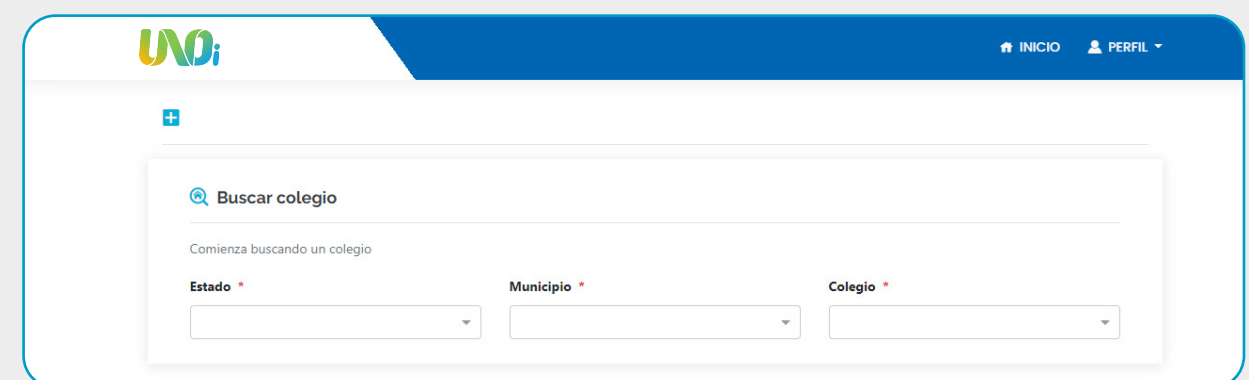 UNOi
INICIO
PERFIL
Buscar colegio
Comienza buscando un colegio
Estado *
Municipio *
Colegio *